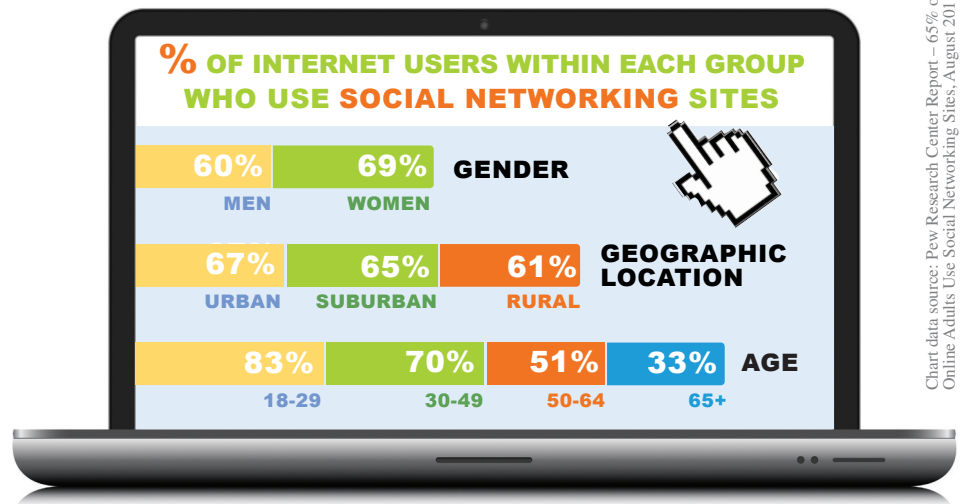 % OF INTERNET USERS WITHIN EACH GROUP
WHO USE SOCIAL NETWORKING SITES
60% 69% GENDER
MEN WOMEN
67% 65% 61% GEOGRAPHIC
LOCATION
URBAN SUBURBAN RURAL
83% 70% 51% 33% AGE
18-29 30-49 50-64 65+
Chart data source: Pew Research Center Report – 65%
Online Adults Use Social Networking Sites, August